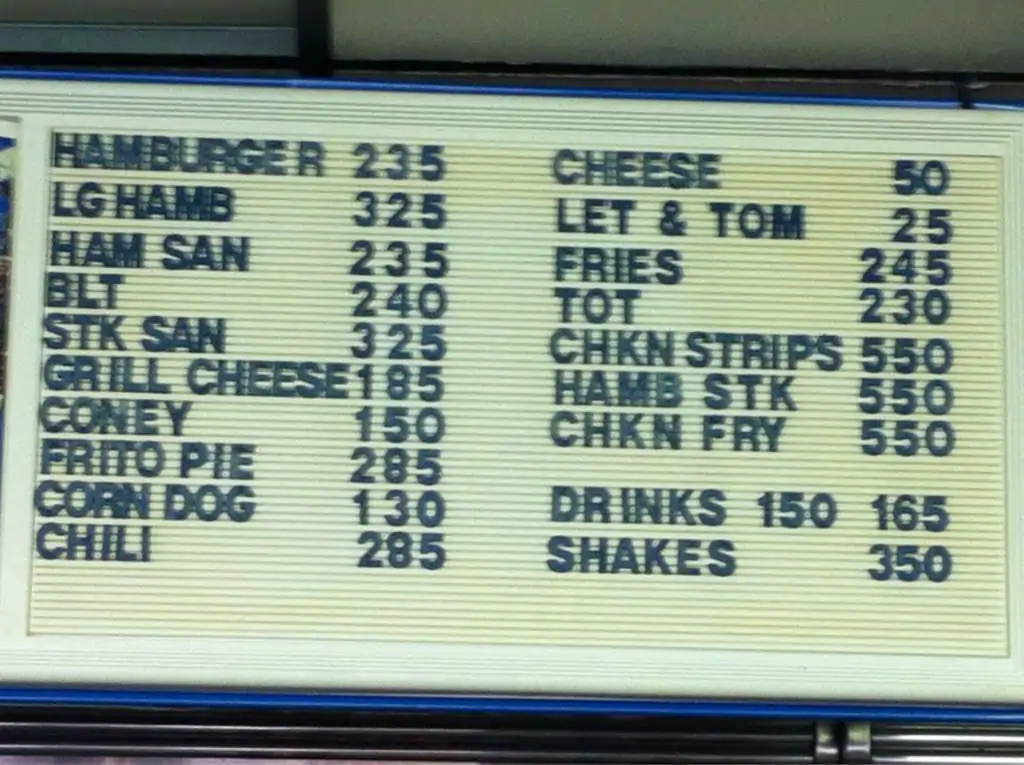 HAMBURGER 235
LG HAMB 325
HAM SAN 235
BLT 240
STK SAN 325
GRILL CHEESE 185
CONEY 150
FRITO PIE 285
CORN DOG 130
CHILI 285
CHEESE 50
LET & TOM 25
FRIES 245
TOT 230
CHKN STRIPS 550
HAMB STK 550
CHKN FRY 550
DRINKS 150 165
SHAKES 350